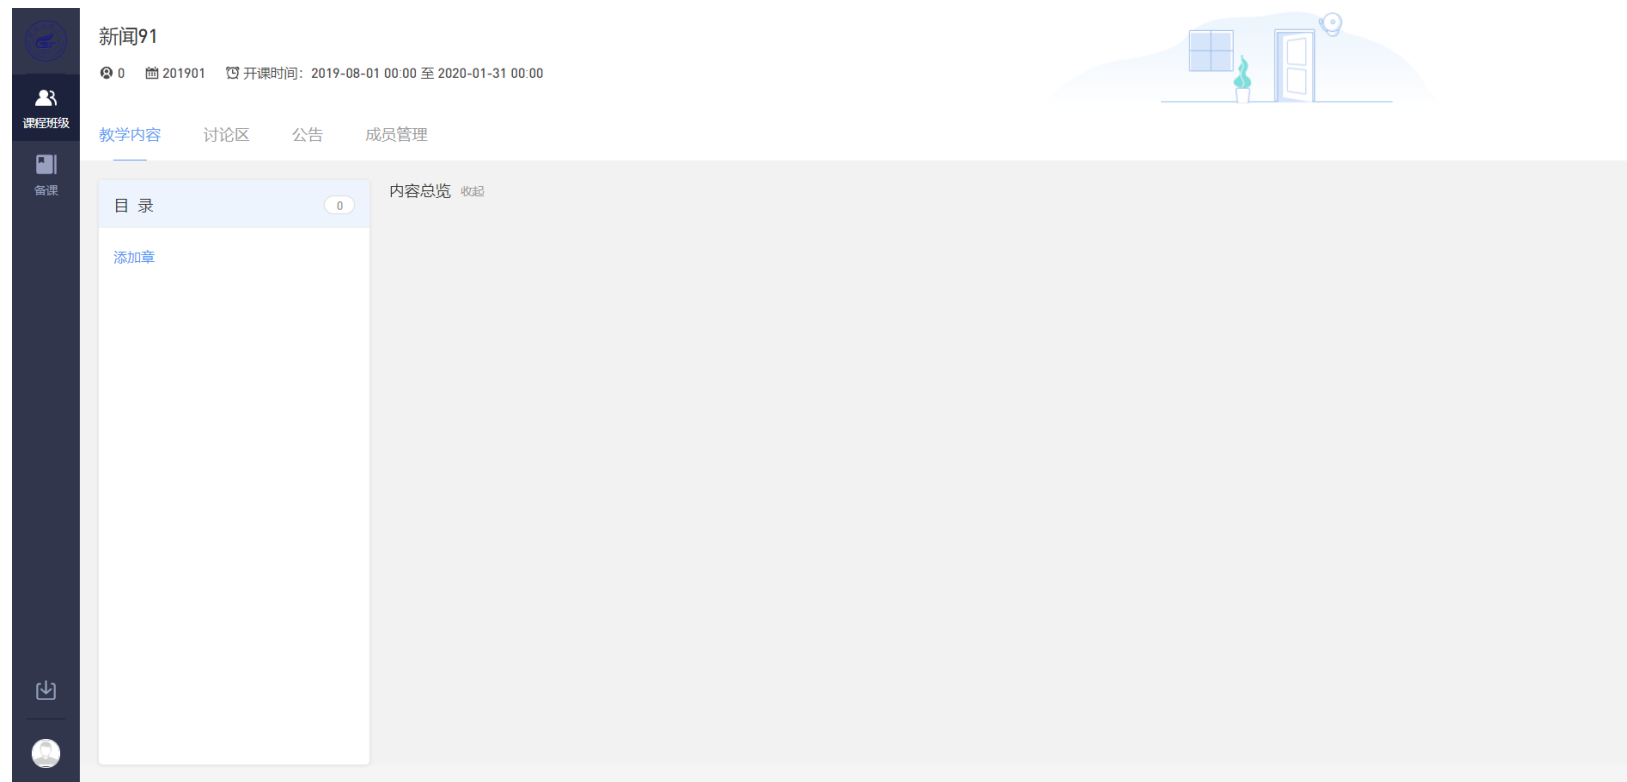 新闻91
0 201901 开课时间：2019-08-01 00:00 至 2020-01-31 00:00
课程班级
备课
教学内容 讨论区 公告 成员管理
目 录 0
添加章
内容总览 收起